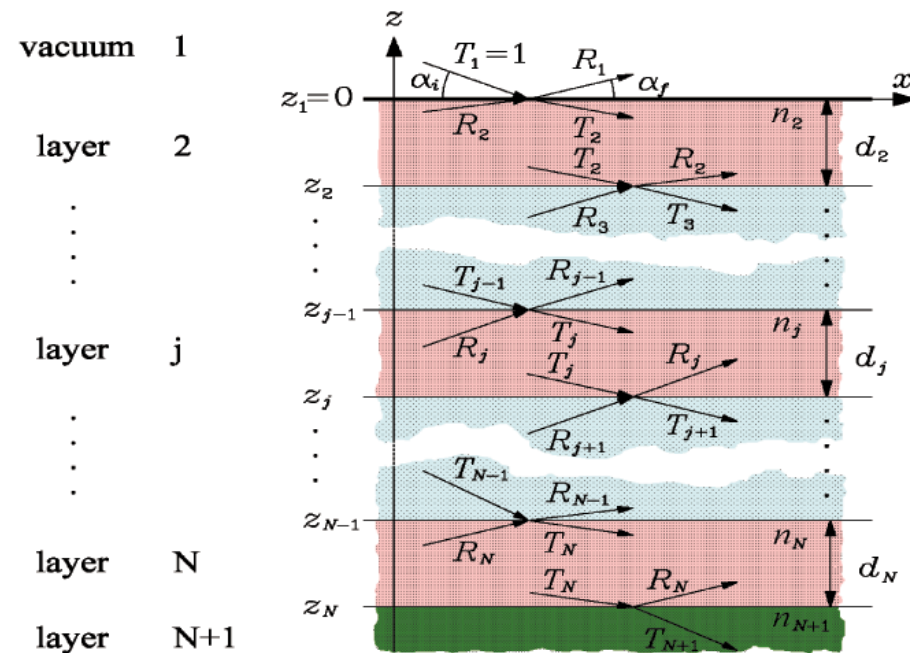 z
vacuum 1 T₁=1 R₁
αᵢ α_f x
z₁=0
R₂ T₂ n₂
layer 2 T₂ R₂ d₂
z₂
R₃ T₃
T_{j-1} R_{j-1}
z_{j-1}
T_j n_j
layer j R_j T_j R_j d_j
z_j
R_{j+1} T_{j+1}
T_{N-1} R_{N-1}
z_{N-1}
R_N T_N n_N
layer N T_N R_N d_N
z_N
n_{N+1}
layer N+1 T_{N+1}